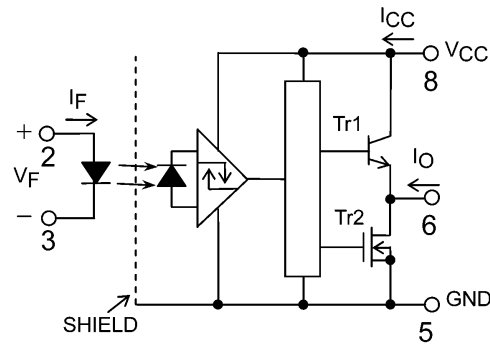 ICC
VCC
8
IF
+
2
VF
−
3
Tr1
IO
6
Tr2
GND
5
SHIELD